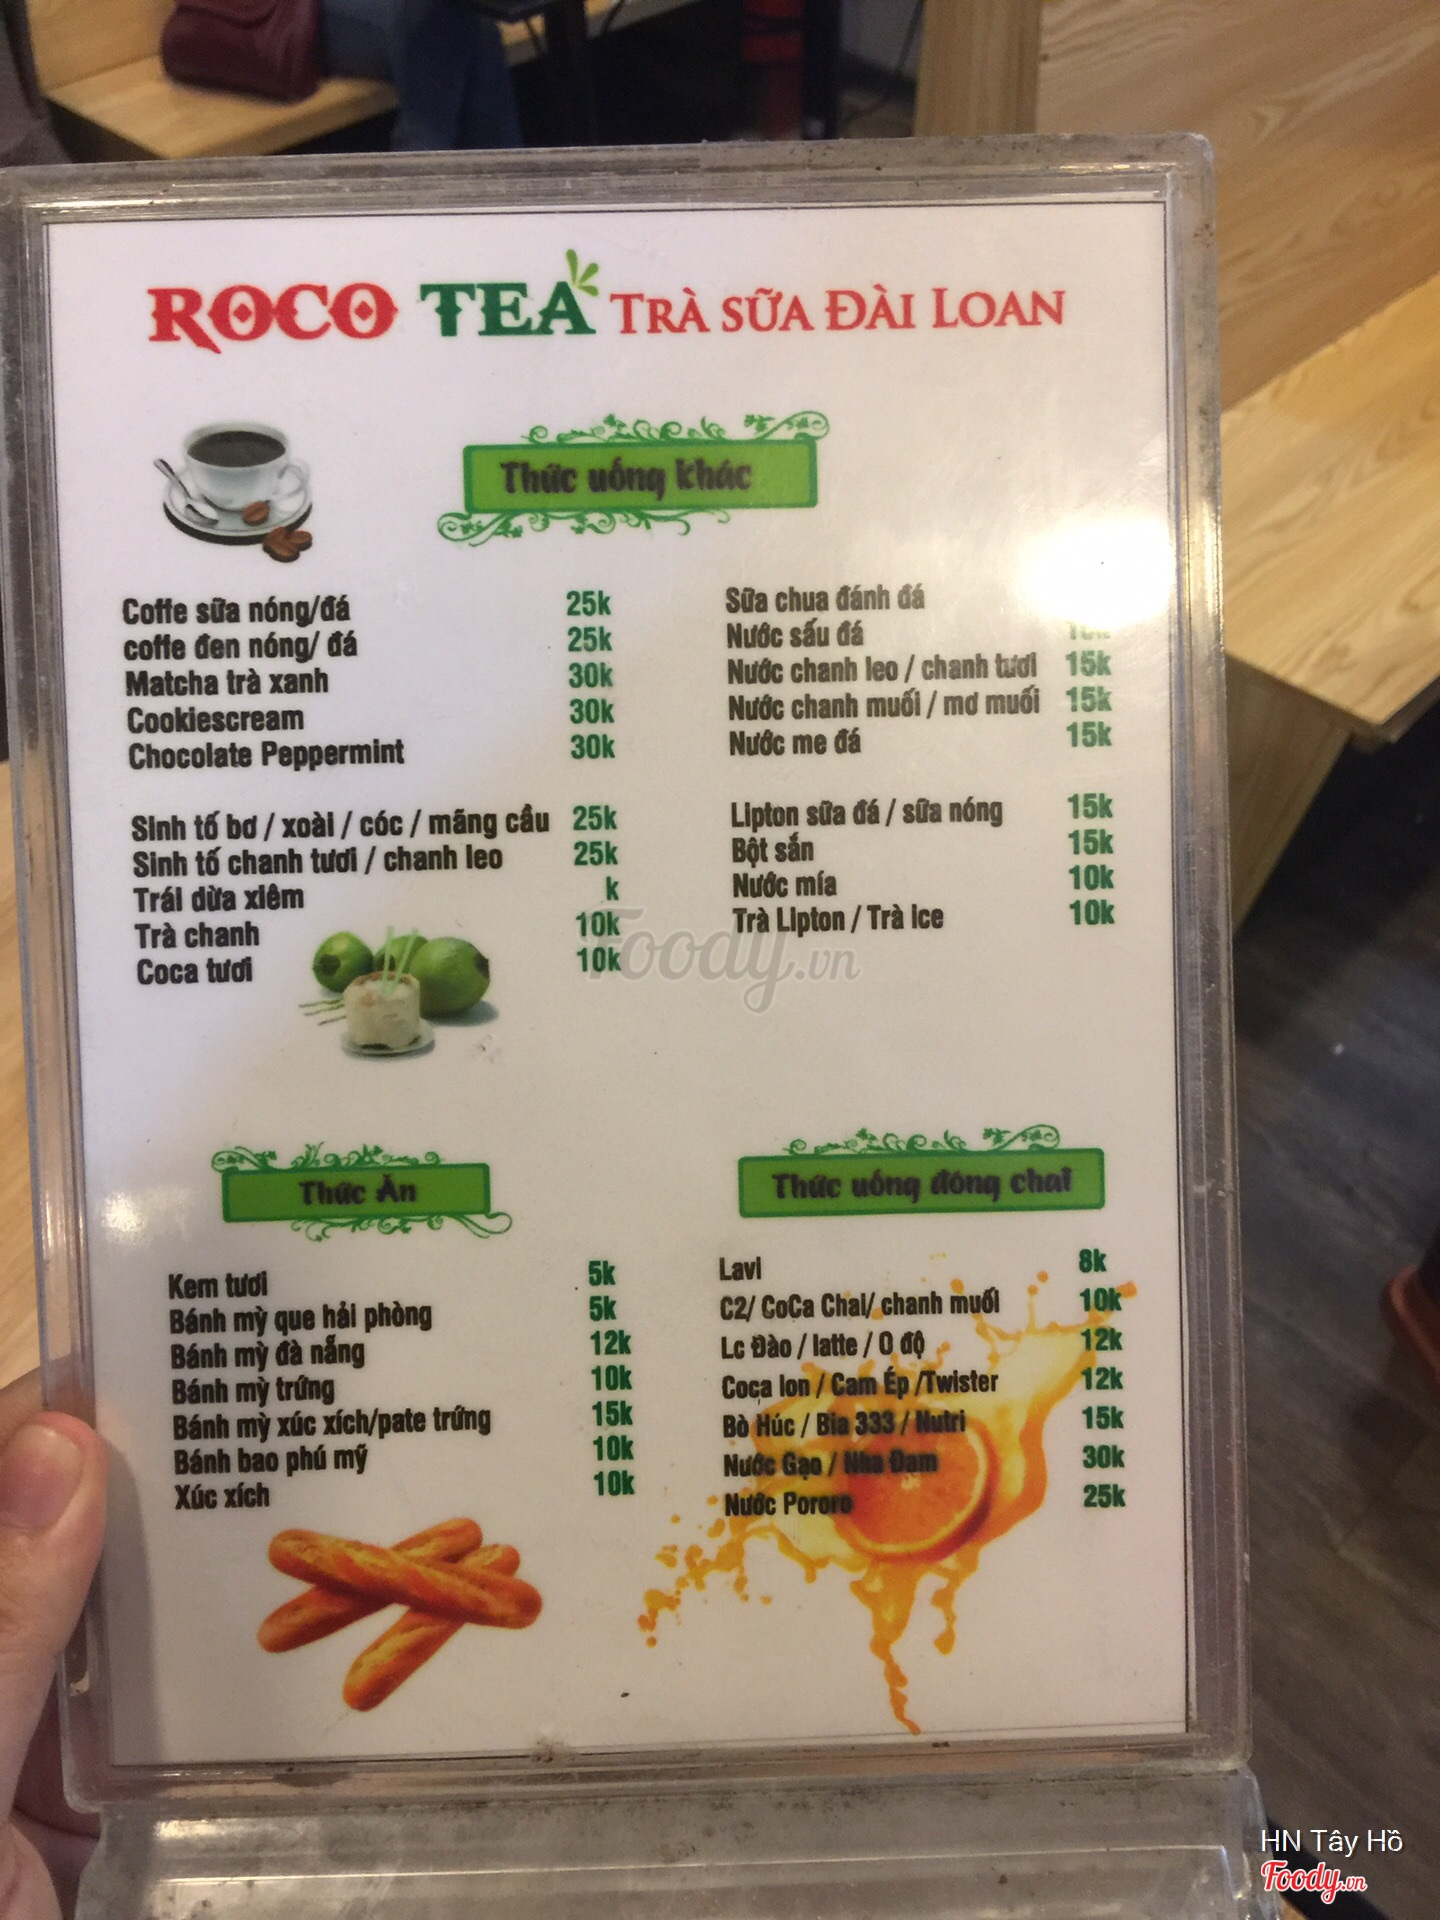 ROCO TEA TRÀ SỮA ĐÀI LOAN
Thức uống khác
Coffe sữa nóng/đá 25k
coffe đen nóng/ đá 25k
Matcha trà xanh 30k
Cookiescream 30k
Chocolate Peppermint 30k
Sinh tố bơ / xoài / cóc / mãng cầu 25k
Sinh tố chanh tươi / chanh leo 25k
Trái dừa xiêm k
Trà chanh 10k
Coca tươi 10k
Sữa chua đánh đá
Nước sấu đá
Nước chanh leo / chanh tươi 15k
Nước chanh muối / mơ muối 15k
Nước me đá 15k
Lipton sữa đá / sữa nóng 15k
Bột sắn 15k
Nước mía 10k
Trà Lipton / Trà ice 10k
Foody.vn
Thức Ăn
Kem tươi 5k
Bánh mỳ que hải phòng 5k
Bánh mỳ đà nẵng 12k
Bánh mỳ trứng 10k
Bánh mỳ xúc xích/pate trứng 15k
Bánh bao phú mỹ 10k
Xúc xích 10k
Thức uống đóng chai
Lavi 8k
C2/ CoCa Chai/ chanh muối 10k
Lc Đào / latte / O độ 12k
Coca lon / Cam Ép /Twister 12k
Bò Húc / Bia 333 / Nutri 15k
Nước Gạo / Nha Đam 30k
Nước Pororo 25k
HN Tây Hồ
Foody.vn